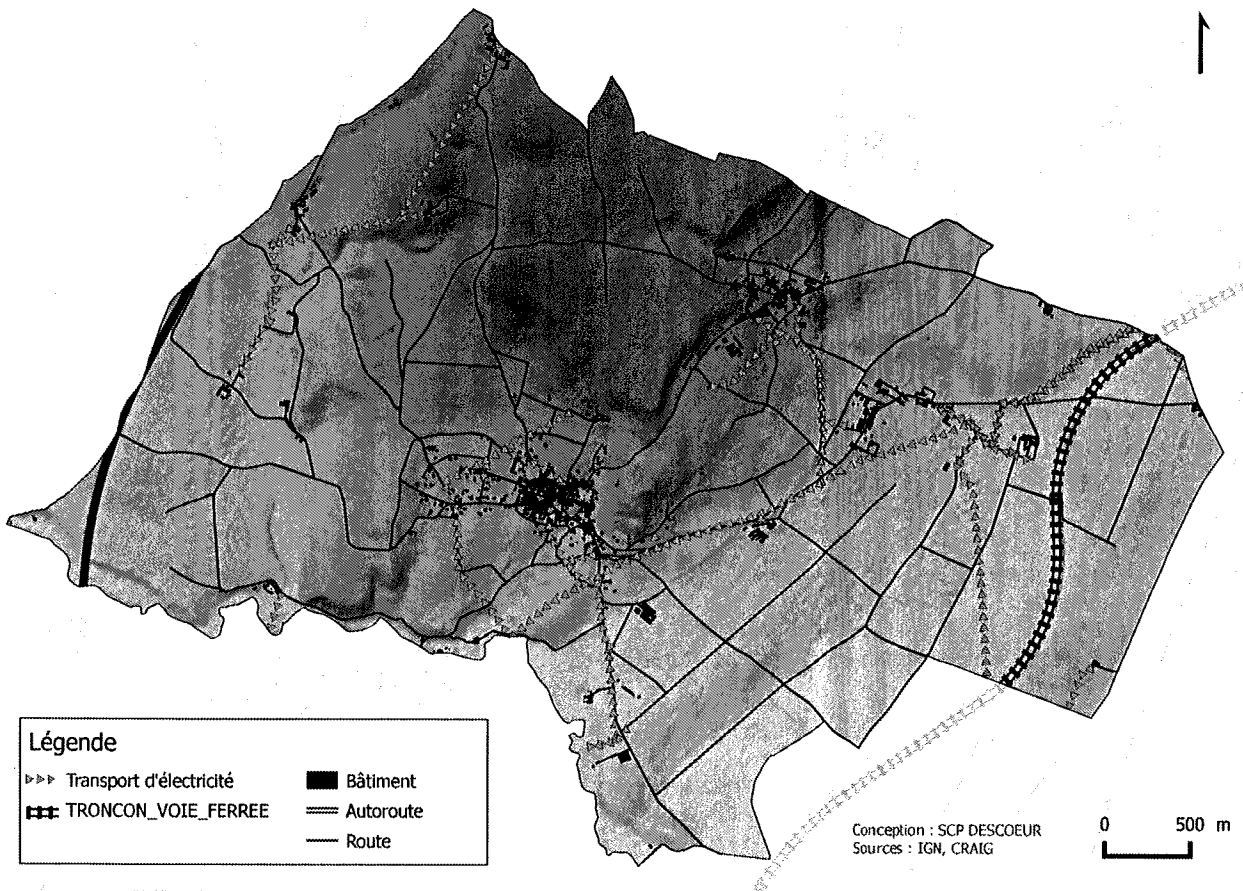 Légende
Transport d'électricité
TRONCON_VOIE_FERREE
Bâtiment
Autoroute
Route
Conception : SCP DESCOEUR
Sources : IGN, CRAIG
0 500 m